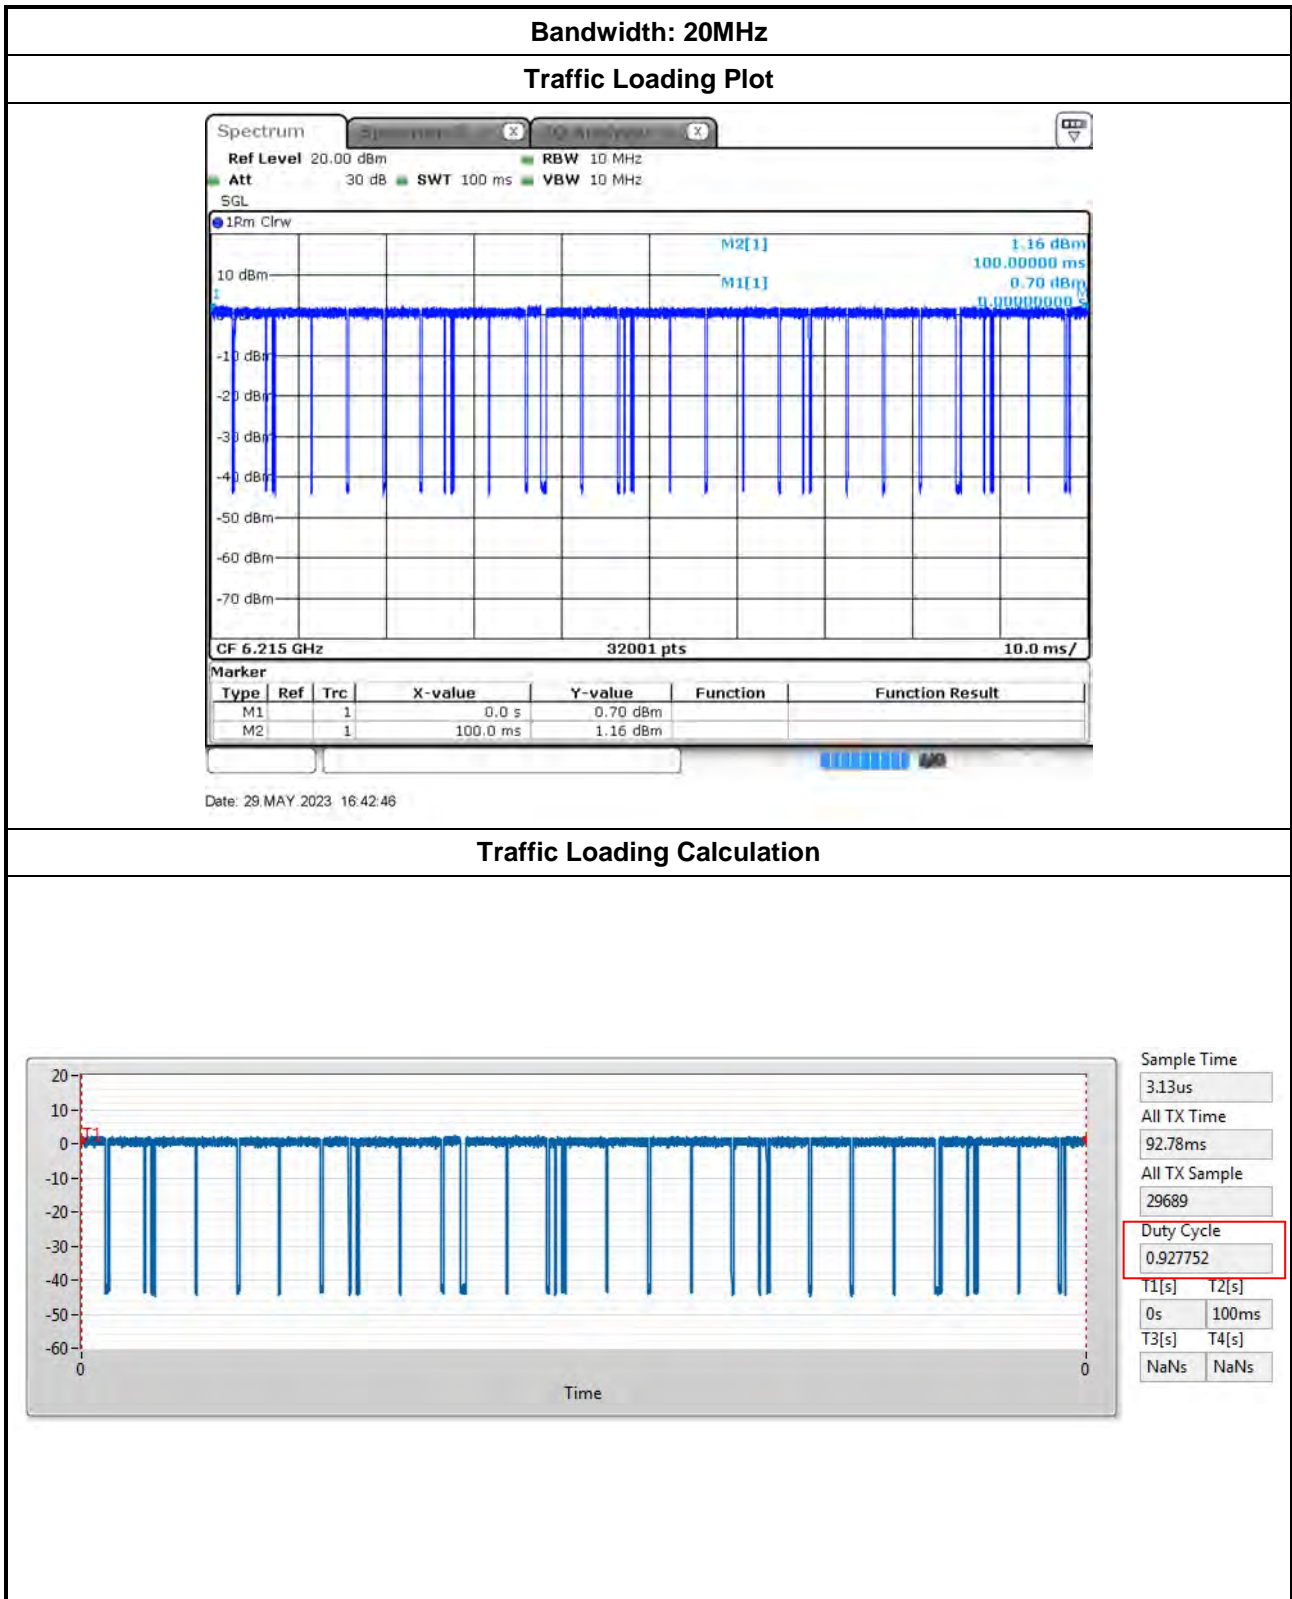 Bandwidth: 20MHz
Traffic Loading Plot
Spectrum
Ref Level 20.00 dBm RBW 10 MHz
Att 30 dB SWT 100 ms VBW 10 MHz
SGL
1Rm Clrw
M2[1] 1.16 dBm
100.00000 ms
10 dBm
M1[1] 0.70 dBm
0.00000000 s
1
-10 dBm
-20 dBm
-30 dBm
-40 dBm
-50 dBm
-60 dBm
-70 dBm
CF 6.215 GHz 32001 pts 10.0 ms/
Marker
Type Ref Trc X-value Y-value Function Function Result
M1 1 0.0 s 0.70 dBm
M2 1 100.0 ms 1.16 dBm
Date: 29.MAY.2023 16:42:46
Traffic Loading Calculation
20
10
0
-10
-20
-30
-40
-50
-60
T1
0 0
Time
Sample Time
3.13us
All TX Time
92.78ms
All TX Sample
29689
Duty Cycle
0.927752
T1[s] T2[s]
0s 100ms
T3[s] T4[s]
NaNs NaNs